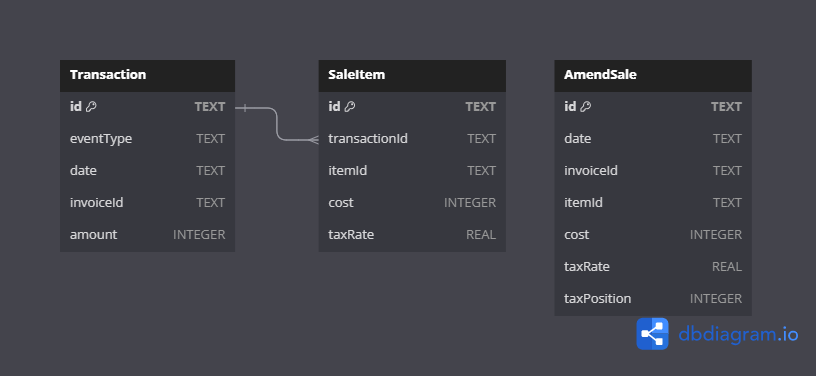 Transaction
id TEXT
eventType TEXT
date TEXT
invoiceId TEXT
amount INTEGER
SaleItem
id TEXT
transactionId TEXT
itemId TEXT
cost INTEGER
taxRate REAL
AmendSale
id TEXT
date TEXT
invoiceId TEXT
itemId TEXT
cost INTEGER
taxRate REAL
taxPosition INTEGER
dbdiagram.io